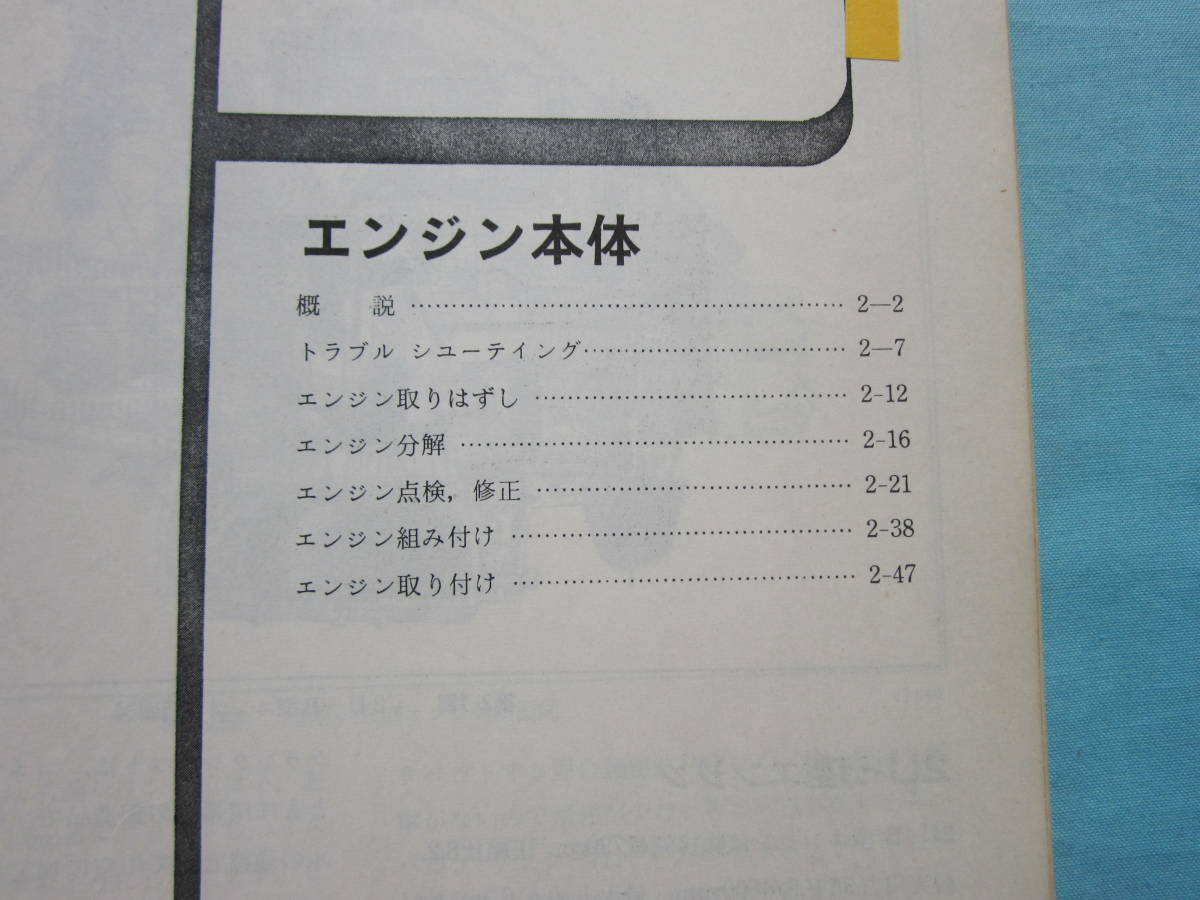 エンジン本体
概　　説 …………………………………………… 2—2
トラブル シユーテイング…………………………… 2—7
エンジン取りはずし ………………………………… 2-12
エンジン分解 ………………………………………… 2-16
エンジン点検，修正 ………………………………… 2-21
エンジン組み付け …………………………………… 2-38
エンジン取り付け …………………………………… 2-47